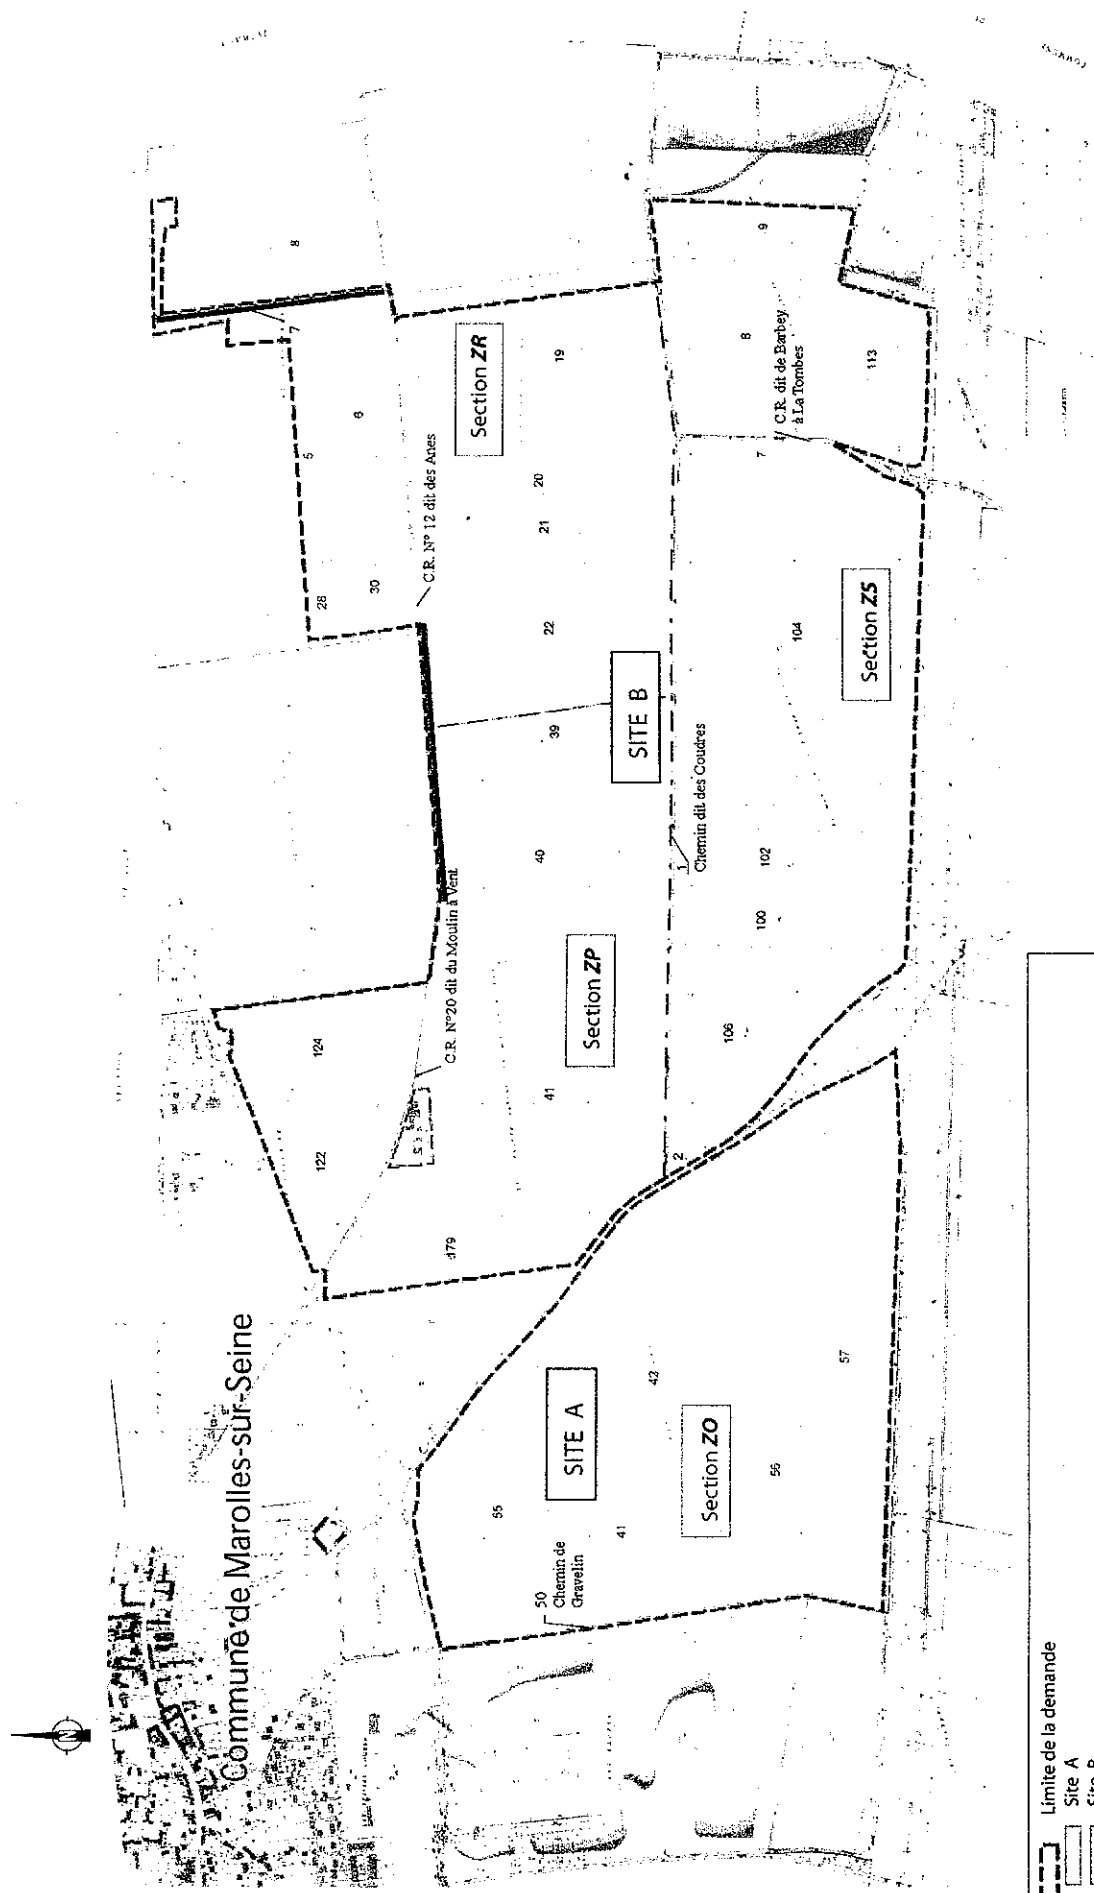 N
Commune de Marolles-sur-Seine
8
7
5
6
28
30
C.R. N° 12 dit des Anes
Section ZR
19
20
21
22
39
40
41
SITE B
Section ZP
124
122
C.R. N°20 dit du Moulin à Vent
179
9
8
7
C.R. dit de Barbey
à La Tombes
113
104
Section ZS
1
Chemin dit des Coudres
102
100
106
2
SITE A
55
42
41
Section ZO
57
56
50
Chemin de
Gravelin
Limite de la demande
Site A
Site B